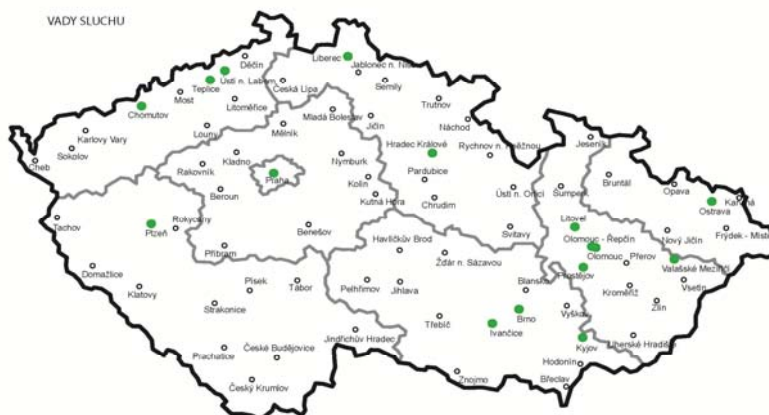 VADY SLUCHU
Děčín
Liberec
Jablonec n. Nisou
Ústí n. Labem
Teplice
Česká Lípa
Semily
Most
Chomutov
Litoměřice
Trutnov
Mladá Boleslav
Louny
Mělník
Jičín
Náchod
Karlovy Vary
Sokolov
Cheb
Hradec Králové
Rychnov n. Kněžnou
Jeseník
Kladno
Rakovník
Nymburk
Praha
Kolín
Pardubice
Bruntál
Opava
Beroun
Kutná Hora
Chrudim
Ústí n. Orlicí
Šumperk
Ostrava
Karviná
Tachov
Plzeň
Rokycany
Benešov
Svitavy
Litovel
Frýdek - Míste
Nový Jičín
Příbram
Havlíčkův Brod
Žďár n. Sázavou
Olomouc - Řepčín
Olomouc
Přerov
Valašské Meziříčí
Domažlice
Klatovy
Písek
Tábor
Pelhřimov
Jihlava
Blansko
Prostějov
Kroměříž
Vsetín
Strakonice
Třebíč
Ivančice
Brno
Vyškov
Zlín
Prachatice
České Budějovice
Jindřichův Hradec
Kyjov
Uherské Hradiště
Český Krumlov
Znojmo
Hodonín
Břeclav